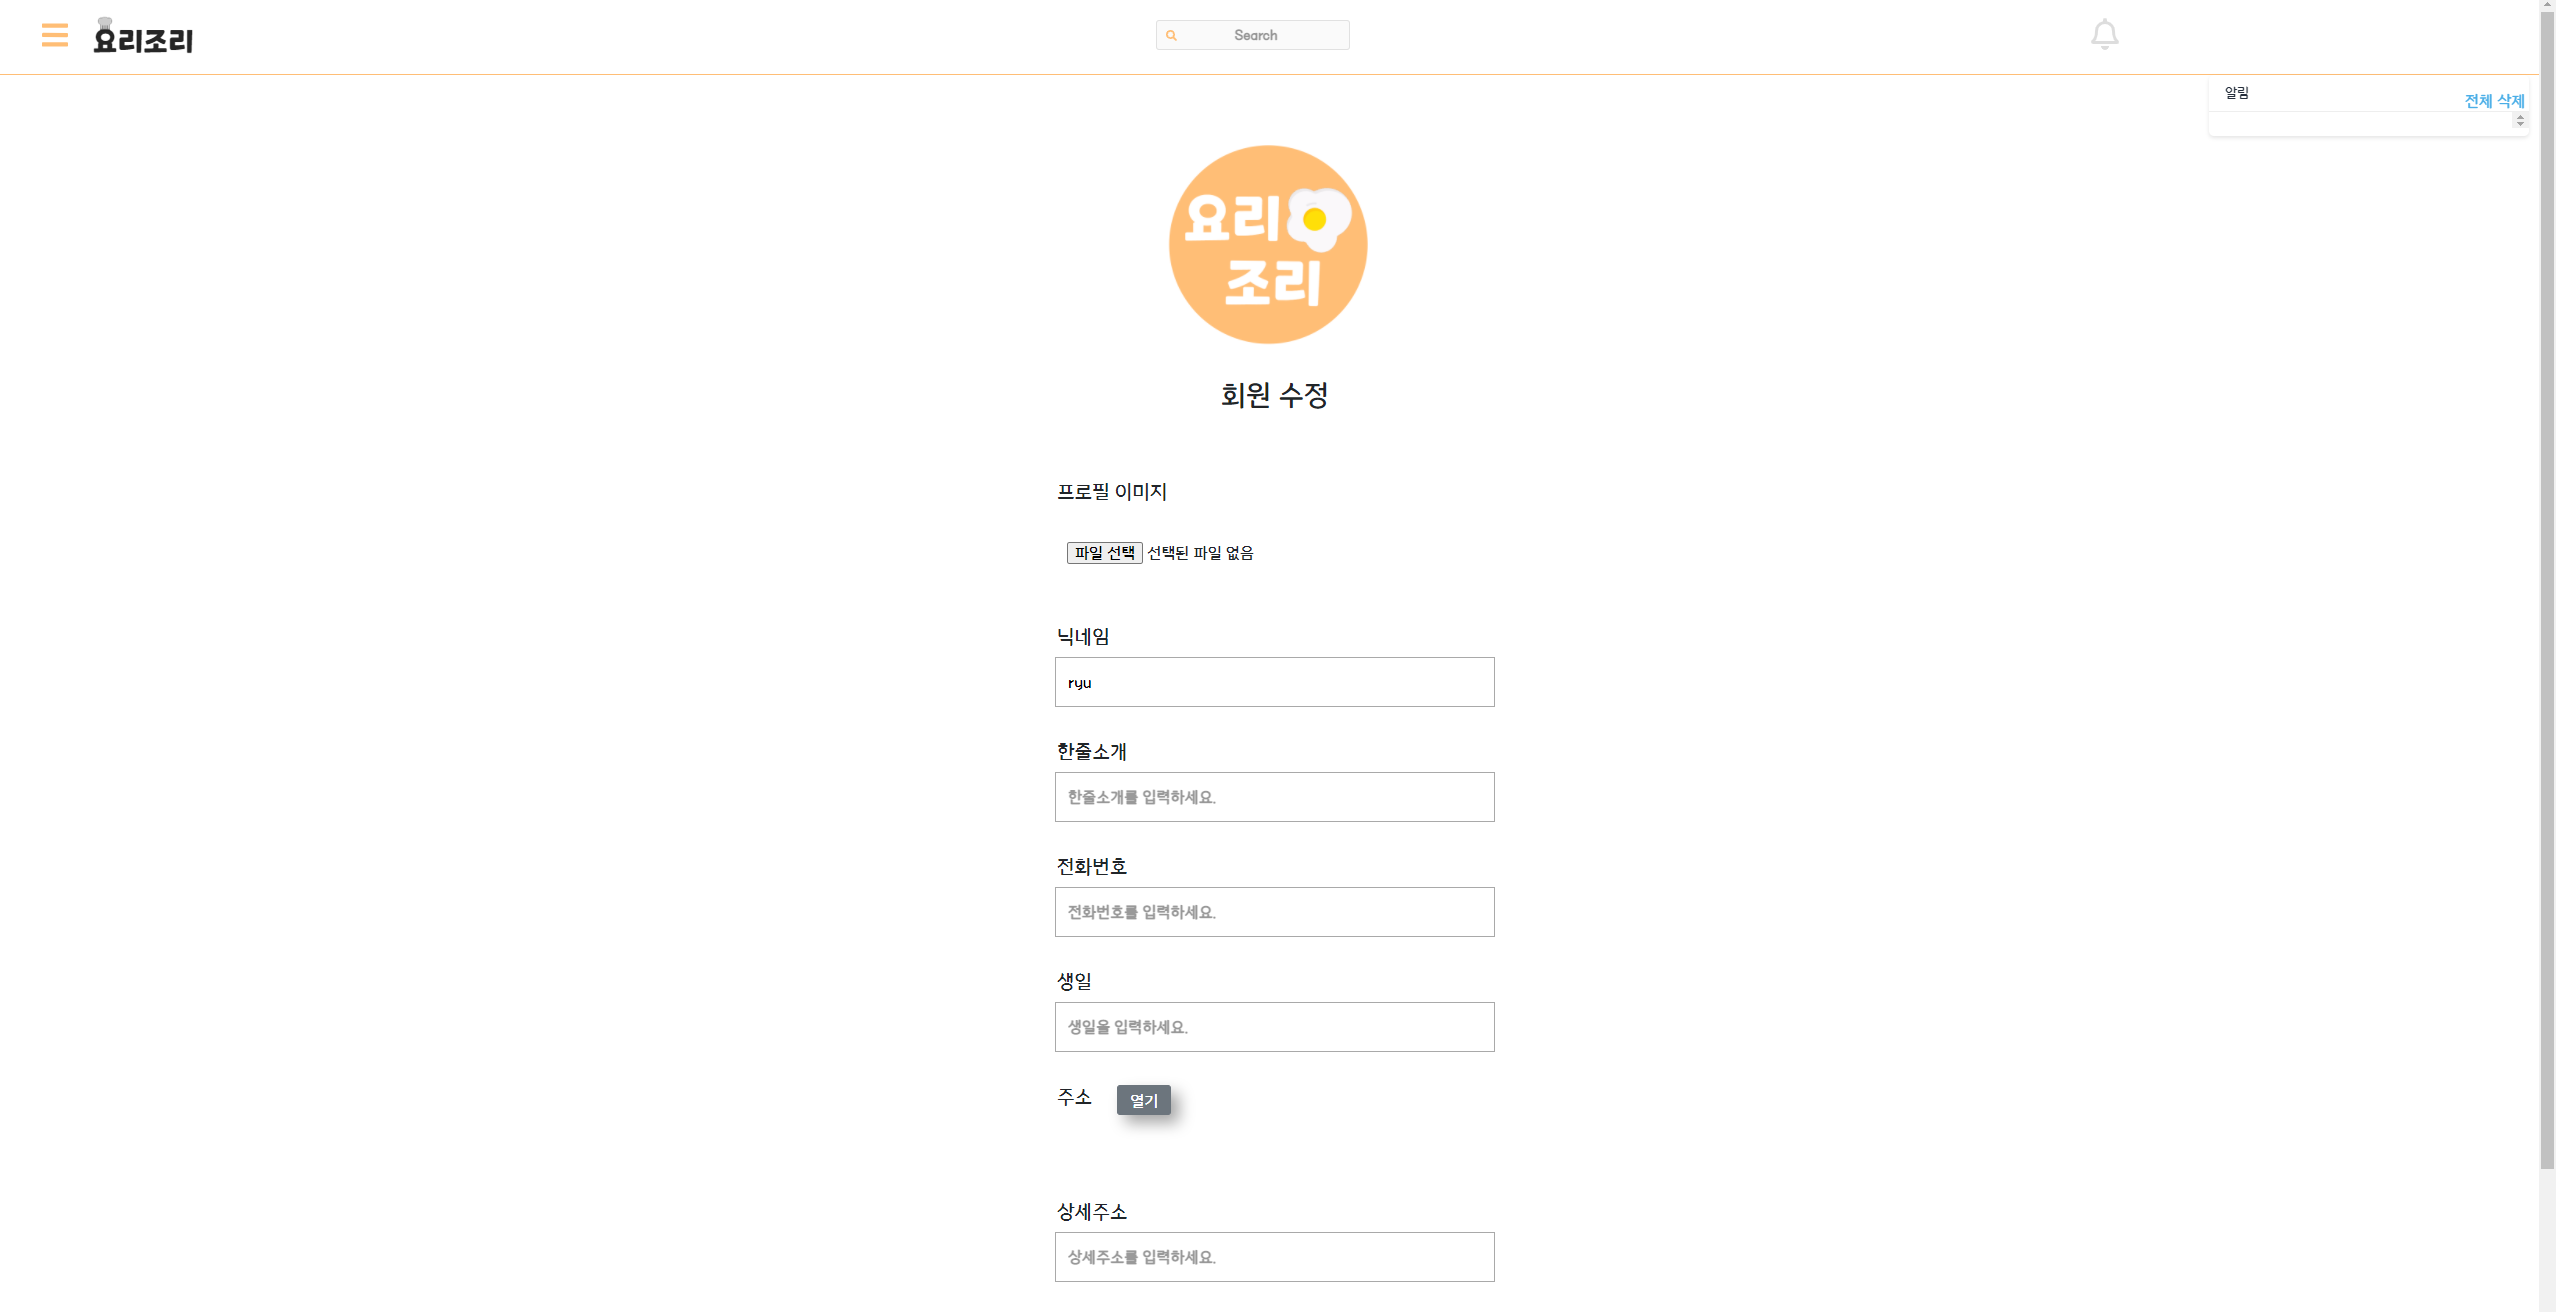 요리조리
Search
알림
전체 삭제
요리
조리
회원 수정
프로필 이미지
파일 선택 선택된 파일 없음
닉네임
ryu
한줄소개
한줄소개를 입력하세요.
전화번호
전화번호를 입력하세요.
생일
생일을 입력하세요.
주소 열기
상세주소
상세주소를 입력하세요.